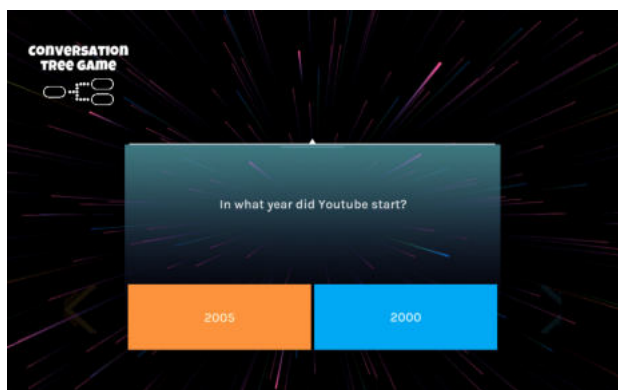 CONVERSATION
TREE GAME
In what year did Youtube start?
2005
2000